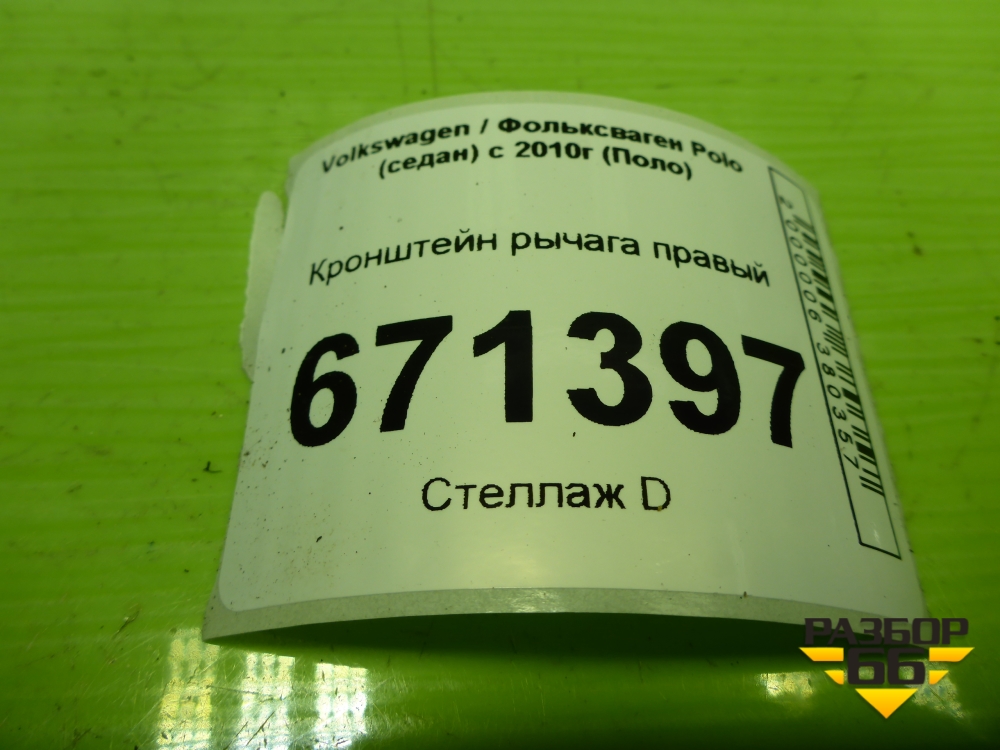 Volkswagen / Фольксваген Polo
(седан) с 2010г (Поло)
Кронштейн рычага правый
671397
Стеллаж D
2000006380357
РАЗБОР
66